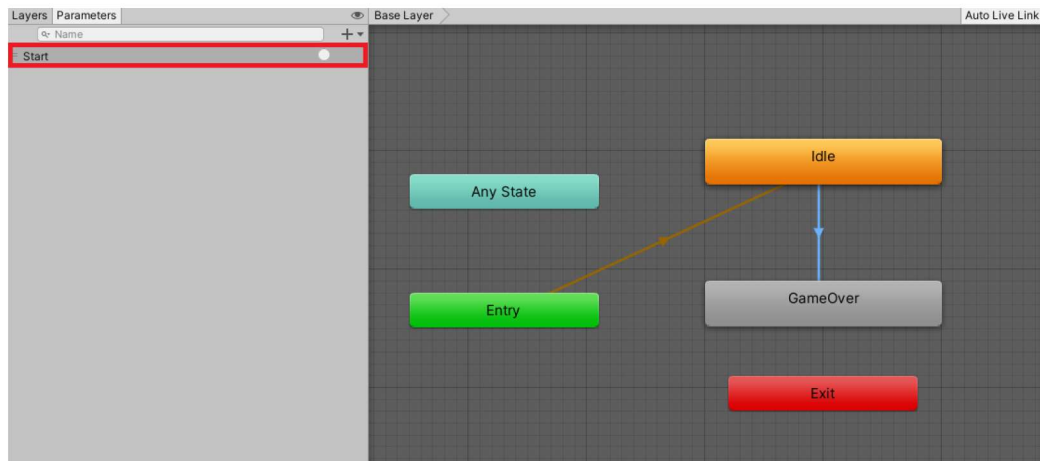 Layers Parameters
Base Layer
Auto Live Link
Name
Start
Idle
Any State
GameOver
Entry
Exit